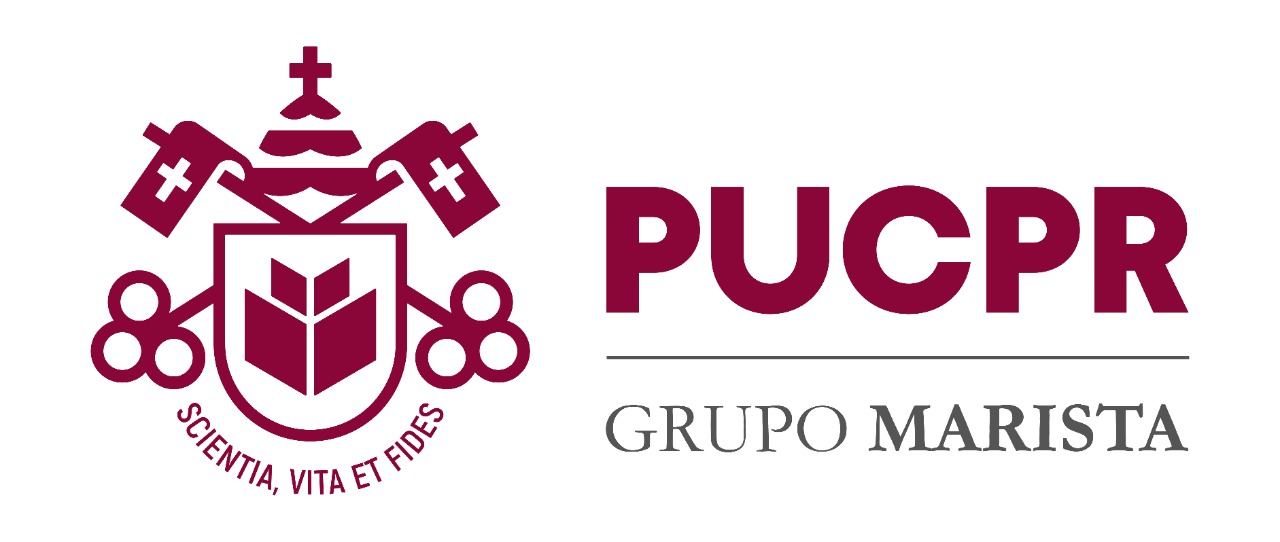 SCIENTIA, VITA ET FIDES
PUCPR
GRUPO MARISTA